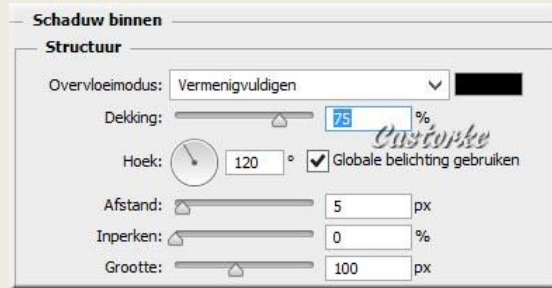 Schaduw binnen
Structuur
Overvloeimodus: Vermenigvuldigen
Dekking: 75 %
Castorke
Hoek: 120 ° Globale belichting gebruiken
Afstand: 5 px
Inperken: 0 %
Grootte: 100 px